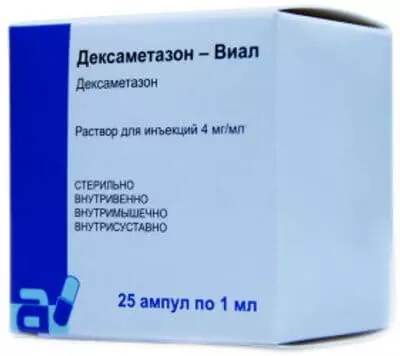 Дексаметазон – Виал
Дексаметазон
Раствор для инъекций 4 мг/мл
СТЕРИЛЬНО
ВНУТРИВЕННО
ВНУТРИМЫШЕЧНО
ВНУТРИСУСТАВНО
25 ампул по 1 мл